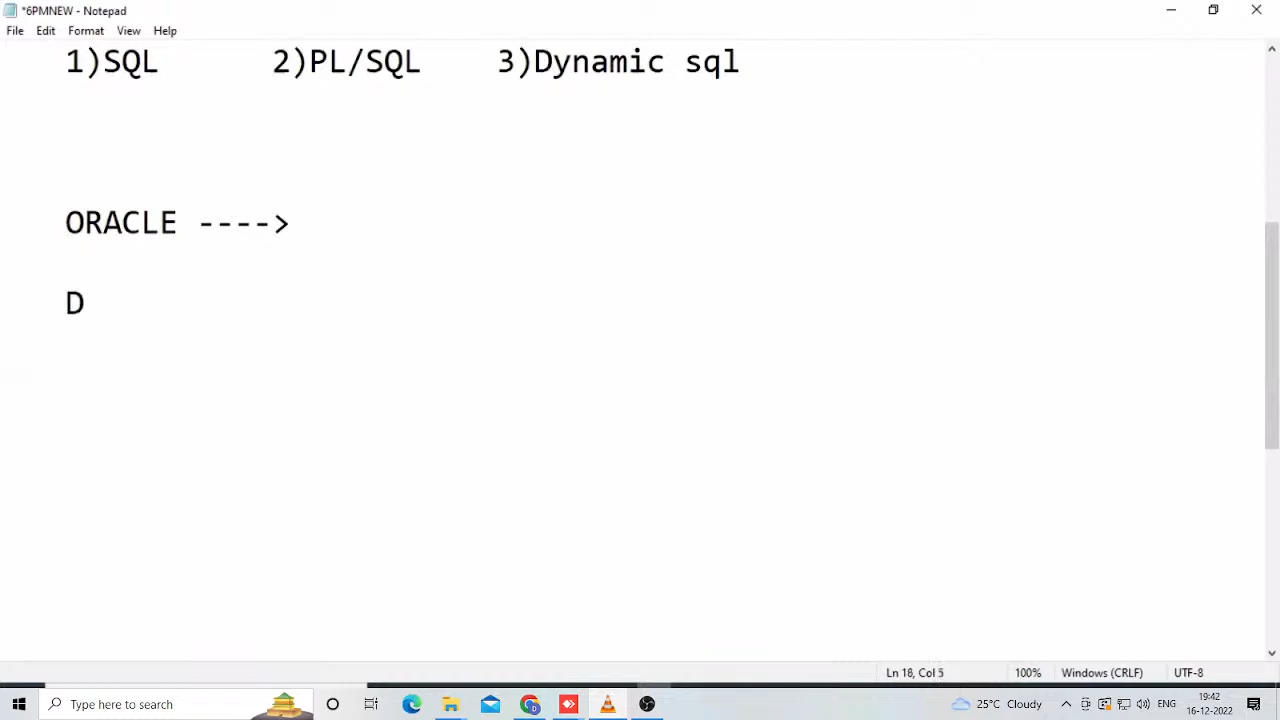 *6PMNEW - Notepad
File Edit Format View Help
1)SQL 2)PL/SQL 3)Dynamic sql
ORACLE ---->
D
Ln 18, Col 5 100% Windows (CRLF) UTF-8
Type here to search 25°C Cloudy ENG 19:42
16-12-2022